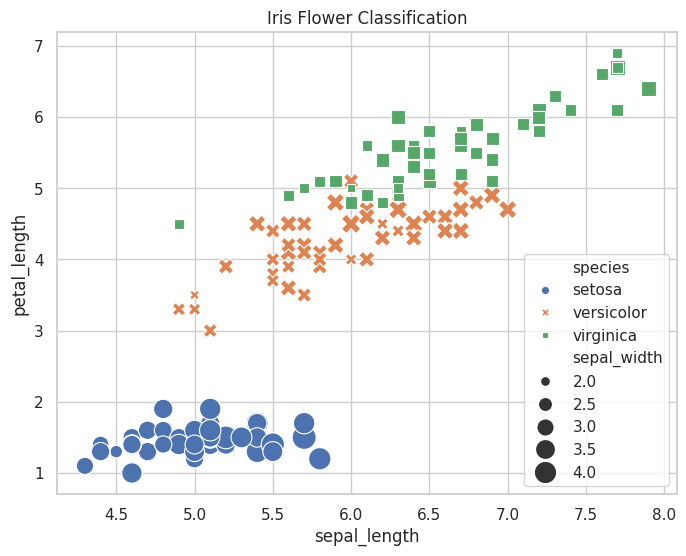 Iris Flower Classification
petal_length
7
6
5
4
3
2
1
species
setosa
versicolor
virginica
sepal_width
2.0
2.5
3.0
3.5
4.0
4.5 5.0 5.5 6.0 6.5 7.0 7.5 8.0
sepal_length